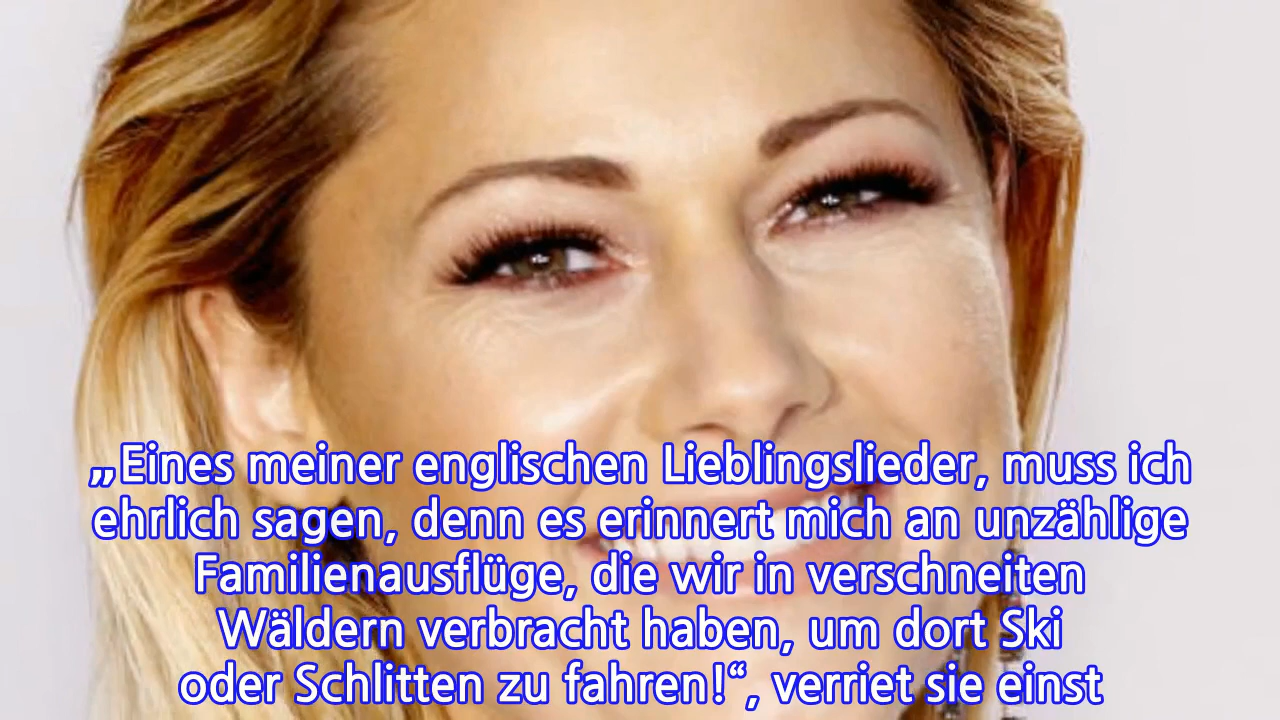 „Eines meiner englischen Lieblingslieder, muss ich
ehrlich sagen, denn es erinnert mich an unzählige
Familienausflüge, die wir in verschneiten
Wäldern verbracht haben, um dort Ski
oder Schlitten zu fahren!“, verriet sie einst